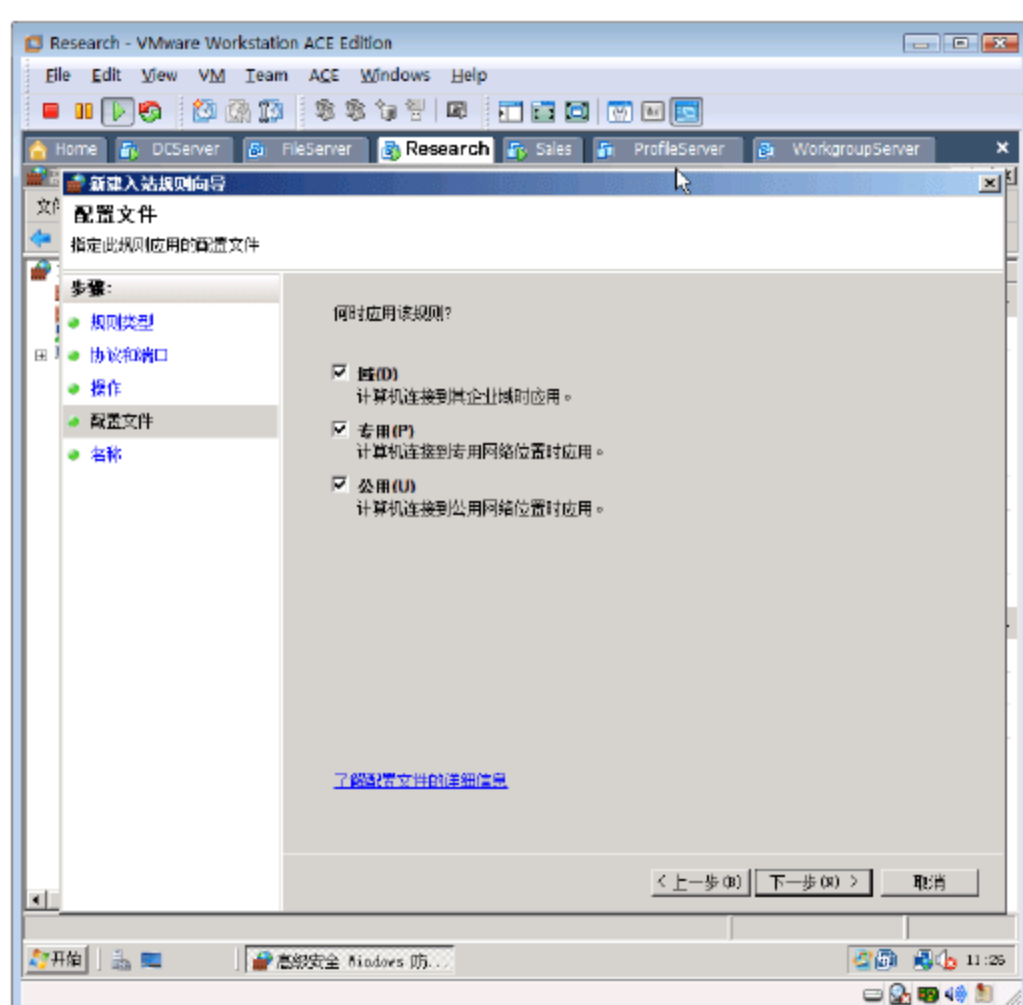 Research - VMware Workstation ACE Edition
File Edit View VM Team ACE Windows Help
Home DCServer FileServer Research Sales ProfileServer WorkgroupServer
新建入站规则向导
配置文件
指定此规则应用的配置文件
步骤:
规则类型
协议和端口
操作
配置文件
名称
何时应用该规则?
域(D)
计算机连接到其企业域时应用。
专用(P)
计算机连接到专用网络位置时应用。
公用(U)
计算机连接到公用网络位置时应用。
了解配置文件的详细信息
< 上一步(B) 下一步(N) > 取消
开始 高级安全 Windows 防... 11:26